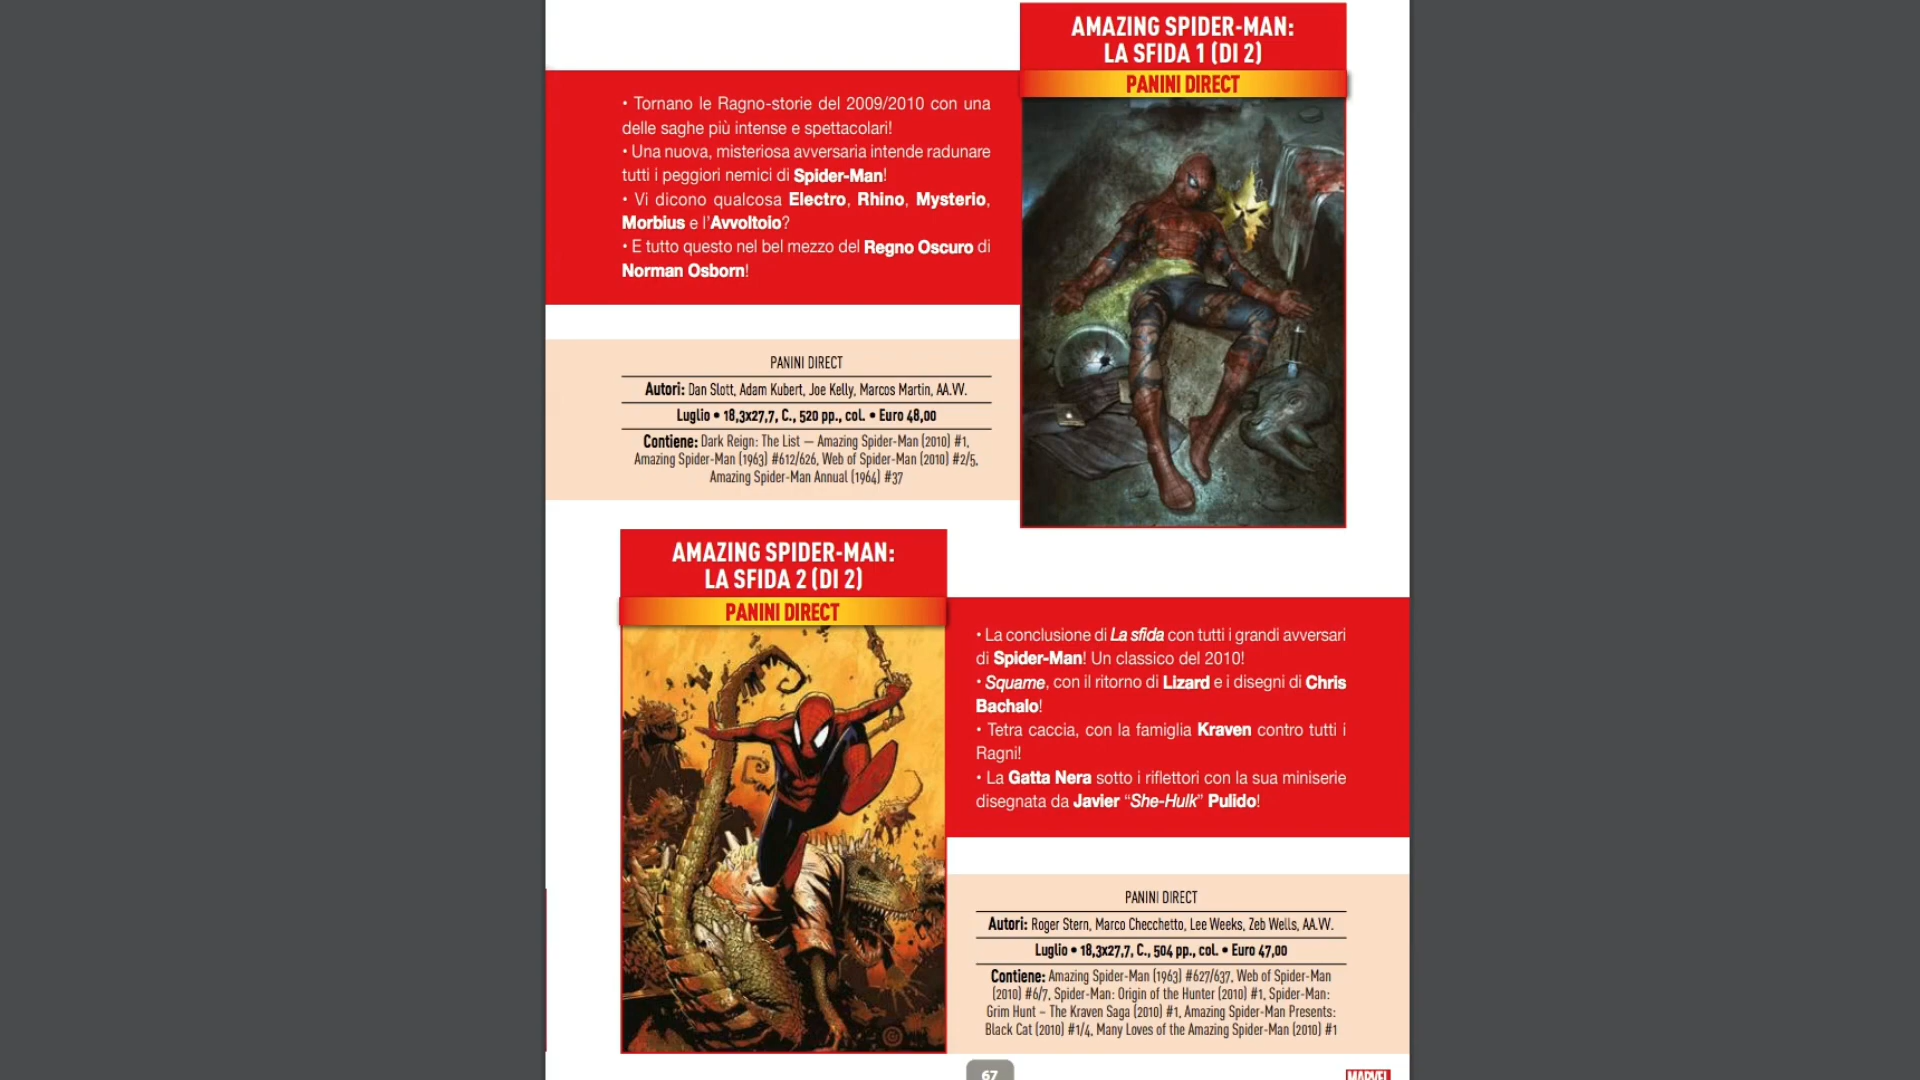 AMAZING SPIDER-MAN:
LA SFIDA 1 (DI 2)
PANINI DIRECT
• Tornano le Ragno-storie del 2009/2010 con una
delle saghe più intense e spettacolari!
• Una nuova, misteriosa avversaria intende radunare
tutti i peggiori nemici di Spider-Man!
• Vi dicono qualcosa Electro, Rhino, Mysterio,
Morbius e l'Avvoltoio?
• E tutto questo nel bel mezzo del Regno Oscuro di
Norman Osborn!
PANINI DIRECT
Autori: Dan Slott, Adam Kubert, Joe Kelly, Marcos Martin, AA.VV.
Luglio • 18,3x27,7, C., 520 pp., col. • Euro 48,00
Contiene: Dark Reign: The List – Amazing Spider-Man (2010) #1,
Amazing Spider-Man (1963) #612/626, Web of Spider-Man (2010) #2/5,
Amazing Spider-Man Annual (1964) #37
AMAZING SPIDER-MAN:
LA SFIDA 2 (DI 2)
PANINI DIRECT
• La conclusione di La sfida con tutti i grandi avversari
di Spider-Man! Un classico del 2010!
• Squame, con il ritorno di Lizard e i disegni di Chris
Bachalo!
• Tetra caccia, con la famiglia Kraven contro tutti i
Ragni!
• La Gatta Nera sotto i riflettori con la sua miniserie
disegnata da Javier “She-Hulk” Pulido!
PANINI DIRECT
Autori: Roger Stern, Marco Checchetto, Lee Weeks, Zeb Wells, AA.VV.
Luglio • 18,3x27,7, C., 504 pp., col. • Euro 47,00
Contiene: Amazing Spider-Man (1963) #627/637, Web of Spider-Man
(2010) #6/7, Spider-Man: Origin of the Hunter (2010) #1, Spider-Man:
Grim Hunt – The Kraven Saga (2010) #1, Amazing Spider-Man Presents:
Black Cat (2010) #1/4, Many Loves of the Amazing Spider-Man (2010) #1
67
MARVEL